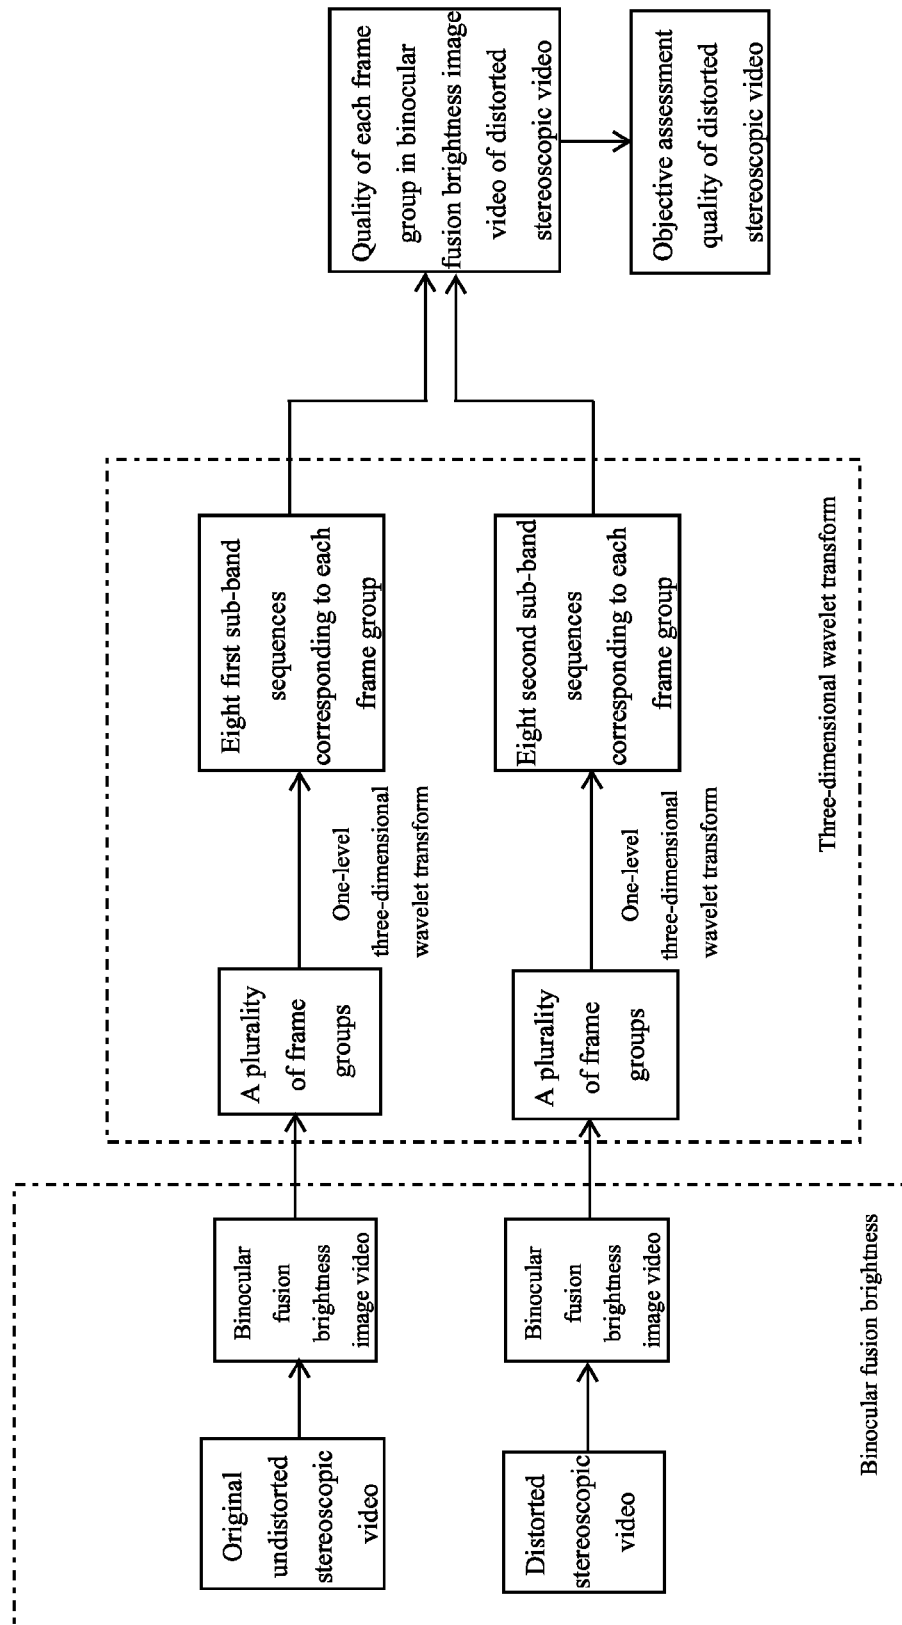 Original
undistorted
stereoscopic
video
Binocular
fusion
brightness
image video
A plurality
of frame
groups
One-level
three-dimensional
wavelet transform
Eight first sub-band
sequences
corresponding to each
frame group
Distorted
stereoscopic
video
Binocular
fusion
brightness
image video
A plurality
of frame
groups
One-level
three-dimensional
wavelet transform
Eight second sub-band
sequences
corresponding to each
frame group
Quality of each frame
group in binocular
fusion brightness image
video of distorted
stereoscopic video
Objective assessment
quality of distorted
stereoscopic video
Binocular fusion brightness
Three-dimensional wavelet transform